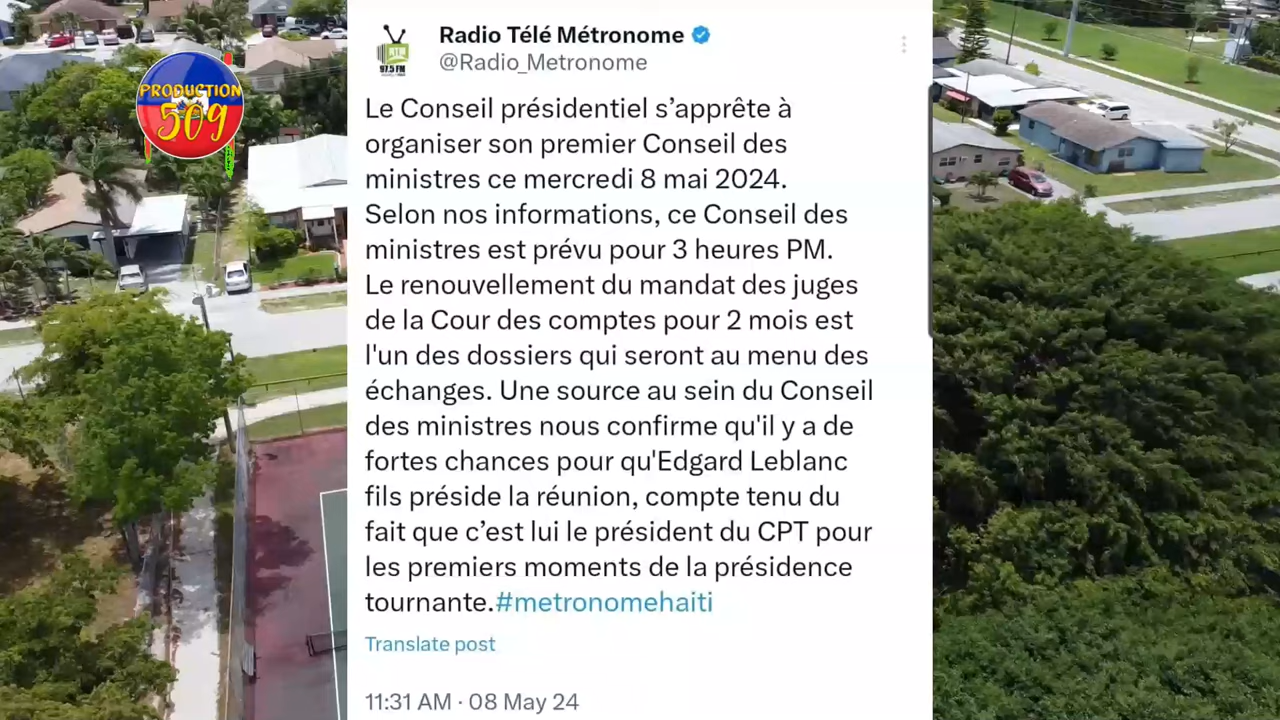 PRODUCTION
509
RTM
97.5 FM
Radio Télé Métronome
@Radio_Metronome
Le Conseil présidentiel s’apprête à
organiser son premier Conseil des
ministres ce mercredi 8 mai 2024.
Selon nos informations, ce Conseil des
ministres est prévu pour 3 heures PM.
Le renouvellement du mandat des juges
de la Cour des comptes pour 2 mois est
l'un des dossiers qui seront au menu des
échanges. Une source au sein du Conseil
des ministres nous confirme qu'il y a de
fortes chances pour qu'Edgard Leblanc
fils préside la réunion, compte tenu du
fait que c’est lui le président du CPT pour
les premiers moments de la présidence
tournante.#metronomehaiti
Translate post
11:31 AM · 08 May 24